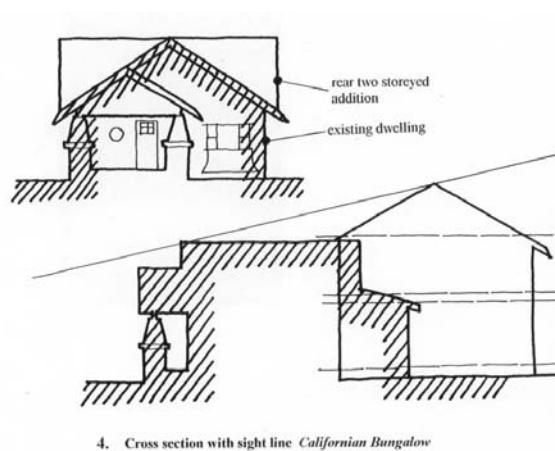 rear two storeyed
addition
existing dwelling
4. Cross section with sight line Californian Bungalow